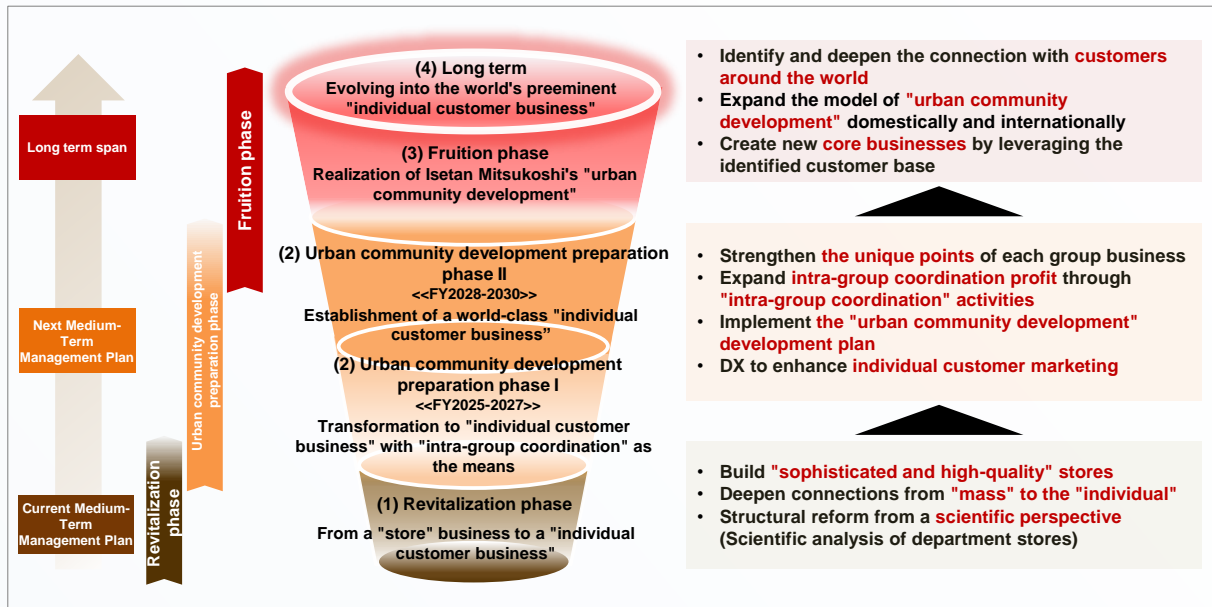 Long term span
Next Medium-
Term
Management Plan
Current Medium-
Term
Management Plan
Revitalization
phase
Urban community development
preparation phase
Fruition phase
(4) Long term
Evolving into the world's preeminent
"individual customer business"
(3) Fruition phase
Realization of Isetan Mitsukoshi's "urban
community development"
(2) Urban community development preparation
phase II
<<FY2028-2030>>
Establishment of a world-class "individual
customer business”
(2) Urban community development
preparation phase I
<<FY2025-2027>>
Transformation to "individual customer
business" with "intra-group coordination" as
the means
(1) Revitalization phase
From a "store" business to a "individual
customer business"
• Identify and deepen the connection with customers
around the world
• Expand the model of "urban community
development" domestically and internationally
• Create new core businesses by leveraging the
identified customer base
• Strengthen the unique points of each group business
• Expand intra-group coordination profit through
"intra-group coordination" activities
• Implement the "urban community development"
development plan
• DX to enhance individual customer marketing
• Build "sophisticated and high-quality" stores
• Deepen connections from "mass" to the "individual"
• Structural reform from a scientific perspective
(Scientific analysis of department stores)